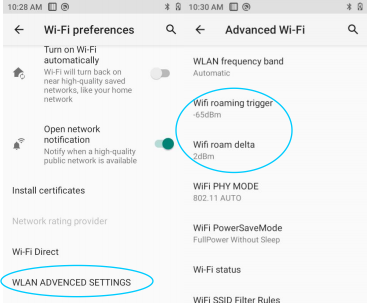 10:28 AM
Wi-Fi preferences
Turn on Wi-Fi
automatically
Wi-Fi will turn back on
near high-quality saved
networks, like your home
network
Open network
notification
Notify when a high-quality
public network is available
Install certificates
Network rating provider
Wi-Fi Direct
WLAN ADVENCED SETTINGS
10:30 AM
Advanced Wi-Fi
WLAN frequency band
Automatic
Wifi roaming trigger
-65dBm
Wifi roam delta
2dBm
WiFi PHY MODE
802.11 AUTO
WiFi PowerSaveMode
FullPower Without Sleep
Wi-Fi status
WiFi SSID Filter Rules